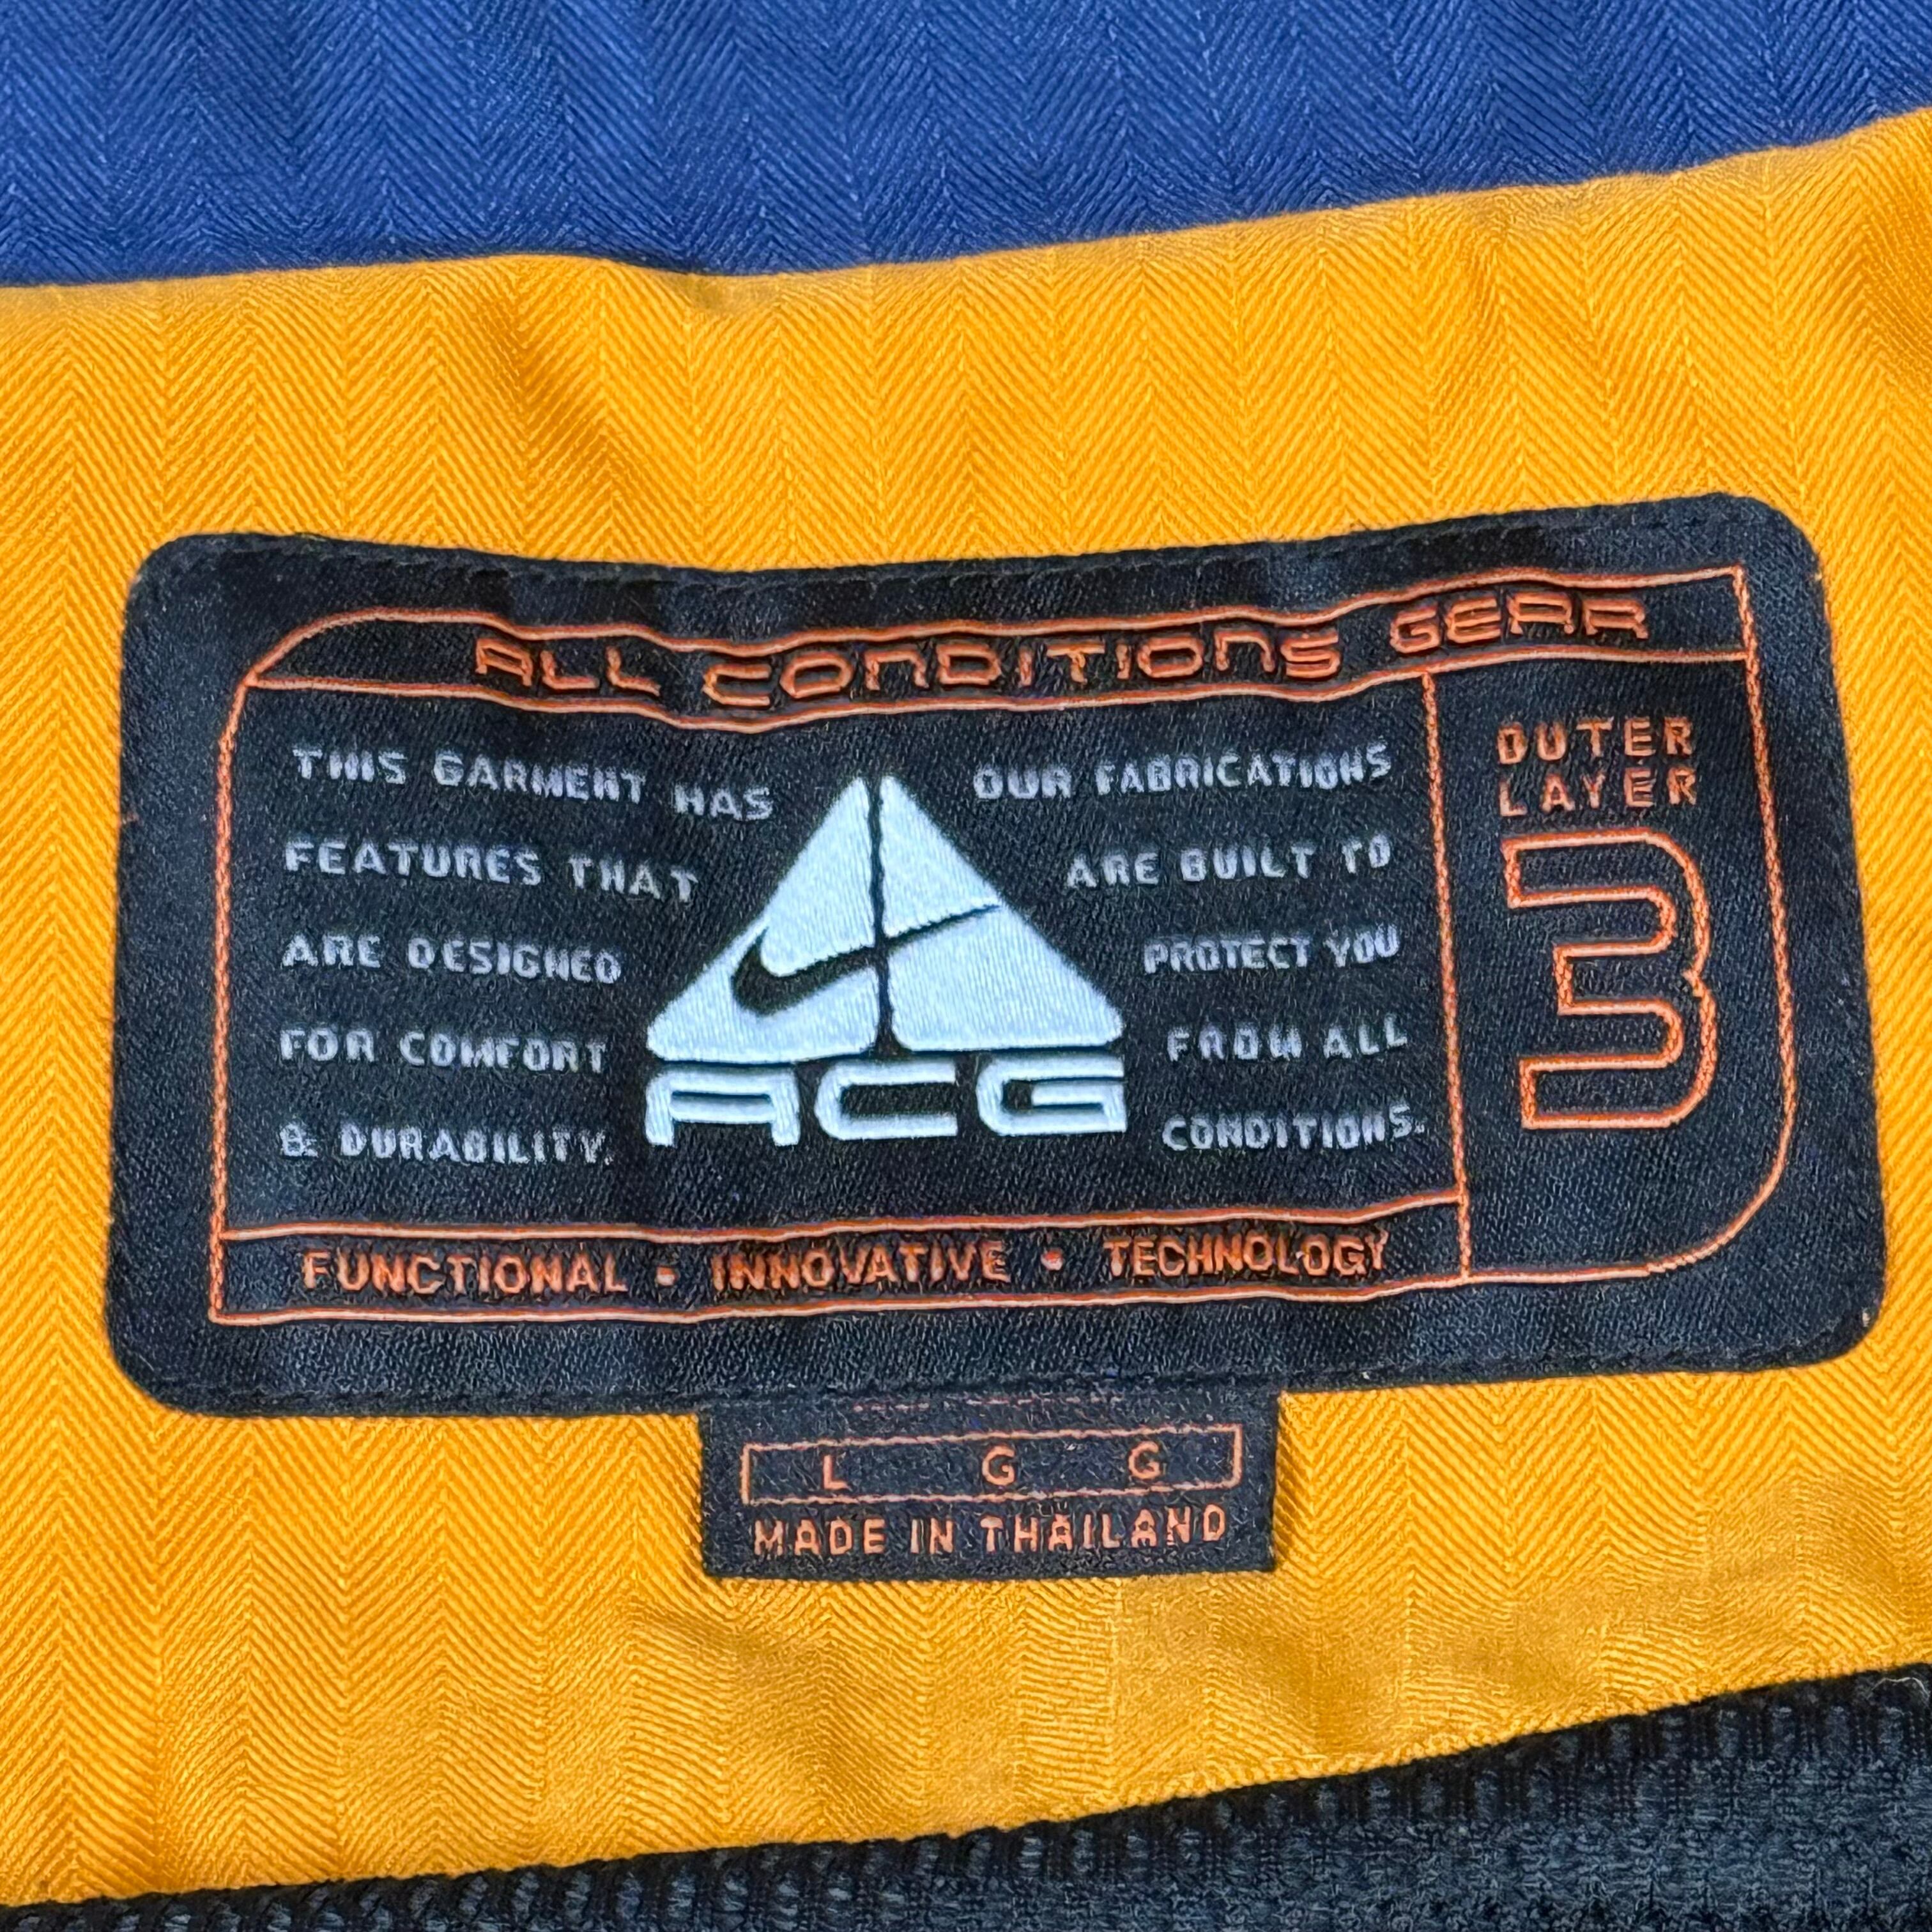 ALL CONDITIONS GEAR
THIS GARMENT HAS
FEATURES THAT
ARE DESIGNED
FOR COMFORT
& DURABILITY.
ACG
OUR FABRICATIONS
ARE BUILT TO
PROTECT YOU
FROM ALL
CONDITIONS.
OUTER
LAYER
3
FUNCTIONAL • INNOVATIVE • TECHNOLOGY
L G G
MADE IN THAILAND